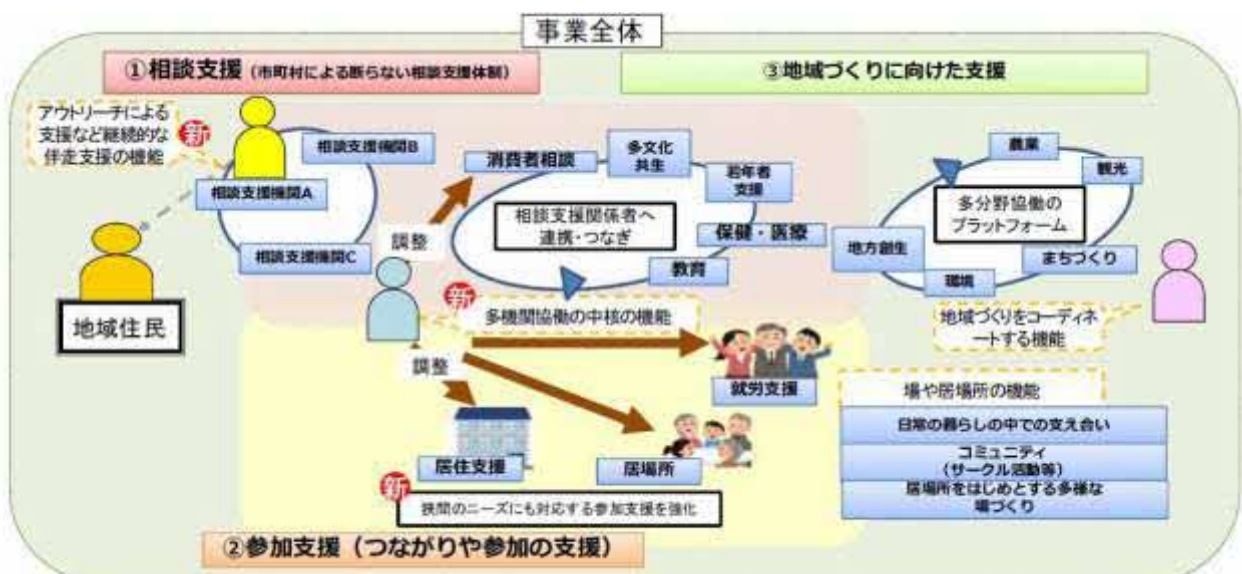 事業全体
①相談支援（市町村による断らない相談支援体制）
③地域づくりに向けた支援
アウトリーチによる
支援など継続的な
伴走支援の機能
新
相談支援機関B
相談支援機関A
相談支援機関C
地域住民
消費者相談
多文化
共生
若年者
支援
保健・医療
教育
相談支援関係者へ
連携・つなぎ
調整
新
多機関協働の中核の機能
農業
観光
まちづくり
環境
地方創生
多分野協働の
プラットフォーム
地域づくりをコーディネ
ートする機能
調整
就労支援
居住支援
居場所
新
狭間のニーズにも対応する参加支援を強化
②参加支援（つながりや参加の支援）
場や居場所の機能
日常の暮らしの中での支え合い
コミュニティ
（サークル活動等）
居場所をはじめとする多様な
場づくり